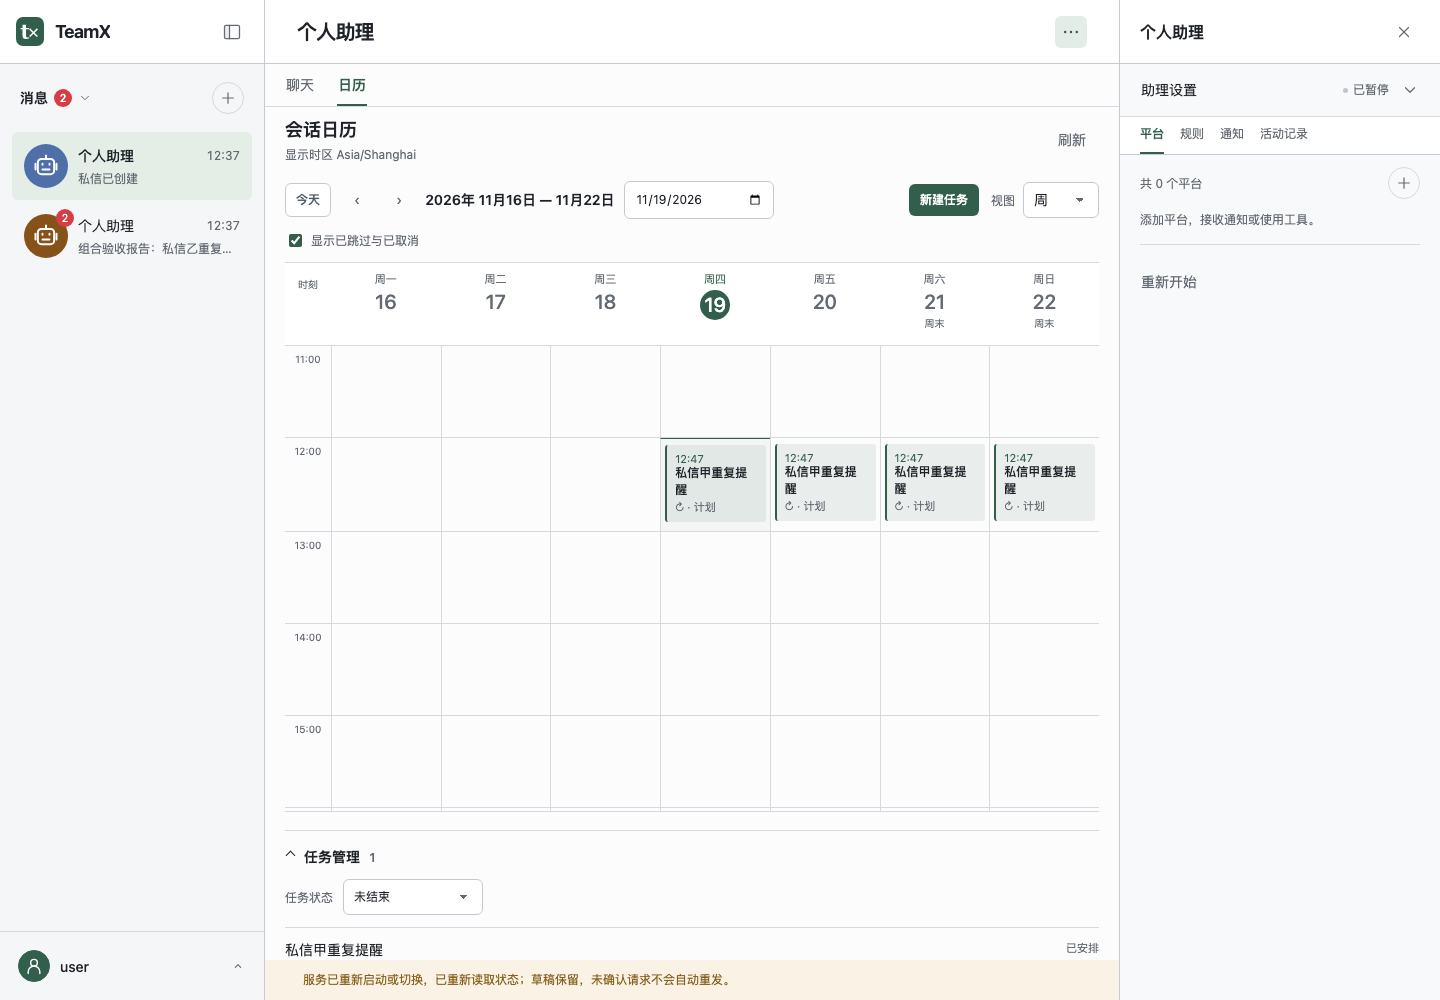 tx TeamX
消息 2
个人助理 12:37
私信已创建
2
个人助理 12:37
组合验收报告：私信乙重复...
user
个人助理
...
聊天 日历
会话日历
显示时区 Asia/Shanghai
刷新
今天 ‹ › 2026年 11月16日 — 11月22日 11/19/2026 新建任务 视图 周
显示已跳过与已取消
时刻
周一 周二 周三 周四 周五 周六 周日
16 17 18 19 20 21 22
周末 周末
11:00
12:00
12:47
私信甲重复提
醒
↻ · 计划
12:47
私信甲重复提
醒
↻ · 计划
12:47
私信甲重复提
醒
↻ · 计划
12:47
私信甲重复提
醒
↻ · 计划
13:00
14:00
15:00
任务管理 1
任务状态 未结束
私信甲重复提醒 已安排
服务已重新启动或切换，已重新读取状态；草稿保留，未确认请求不会自动重发。
个人助理
助理设置 已暂停
平台 规则 通知 活动记录
共 0 个平台
添加平台，接收通知或使用工具。
重新开始